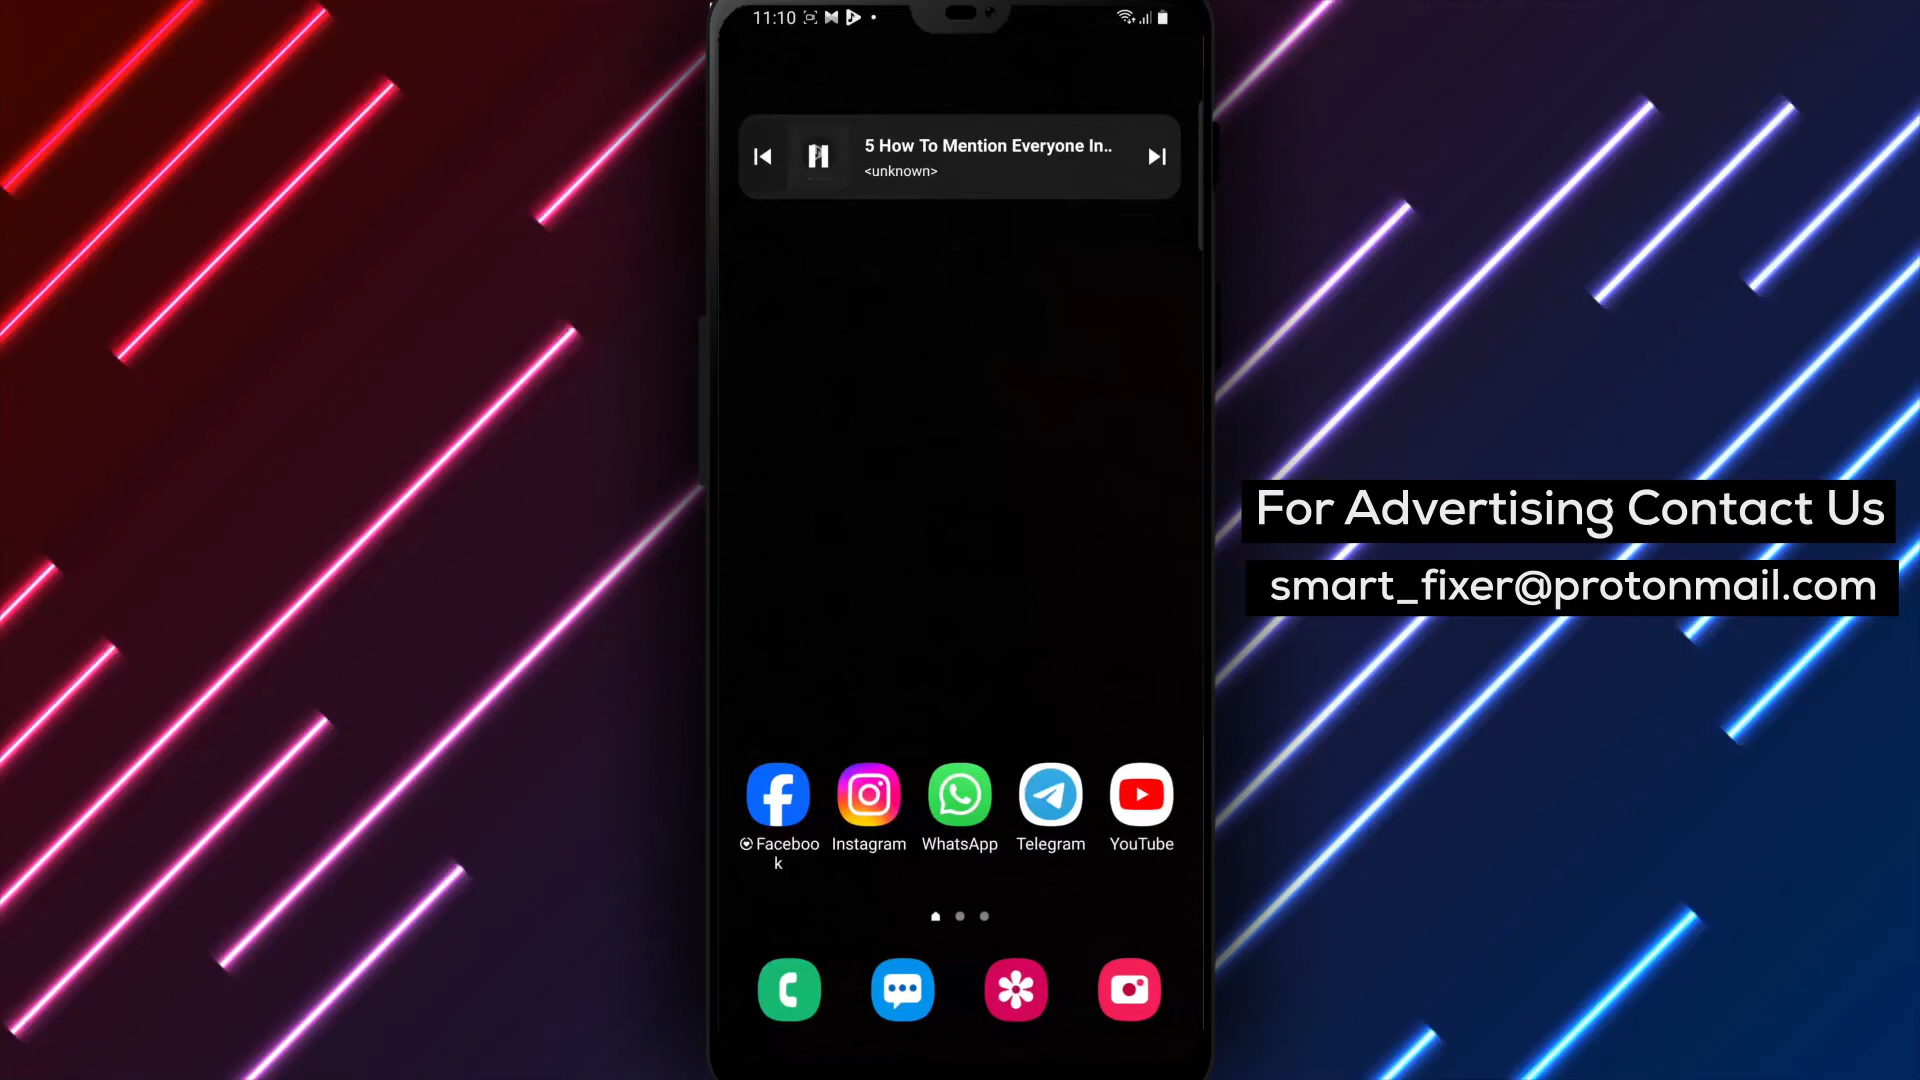 11:10
5 How To Mention Everyone In..
<unknown>
For Advertising Contact Us
smart_fixer@protonmail.com
Faceboo
k
Instagram
WhatsApp
Telegram
YouTube